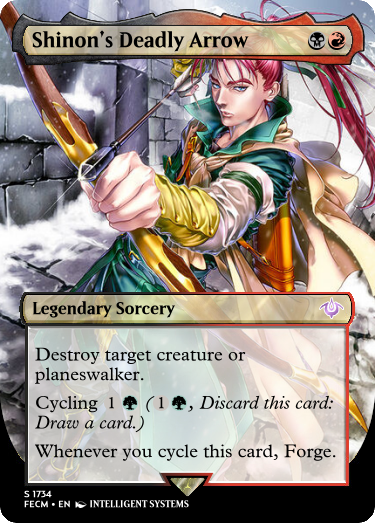 Shinon's Deadly Arrow
Legendary Sorcery
Destroy target creature or
planeswalker.
Cycling 1 ( 1 , Discard this card:
Draw a card.)
Whenever you cycle this card, Forge.
S 1734
FECM • EN INTELLIGENT SYSTEMS